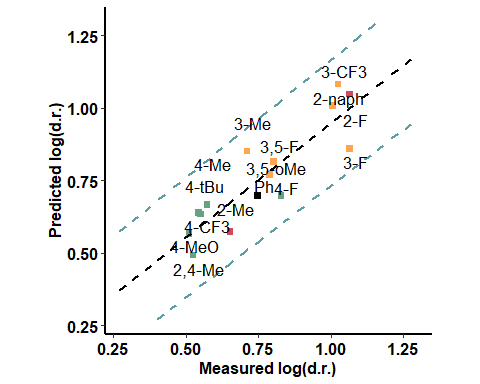 1.25
1.00
0.75
0.50
0.25
Predicted log(d.r.)
3-CF3
2-naph
2-F
3-Me
3,5-F
3-F
4-Me
3,5-oMe
4-tBu
Ph
4-F
2-Me
4-CF3
4-MeO
2,4-Me
0.25
0.50
0.75
1.00
1.25
Measured log(d.r.)